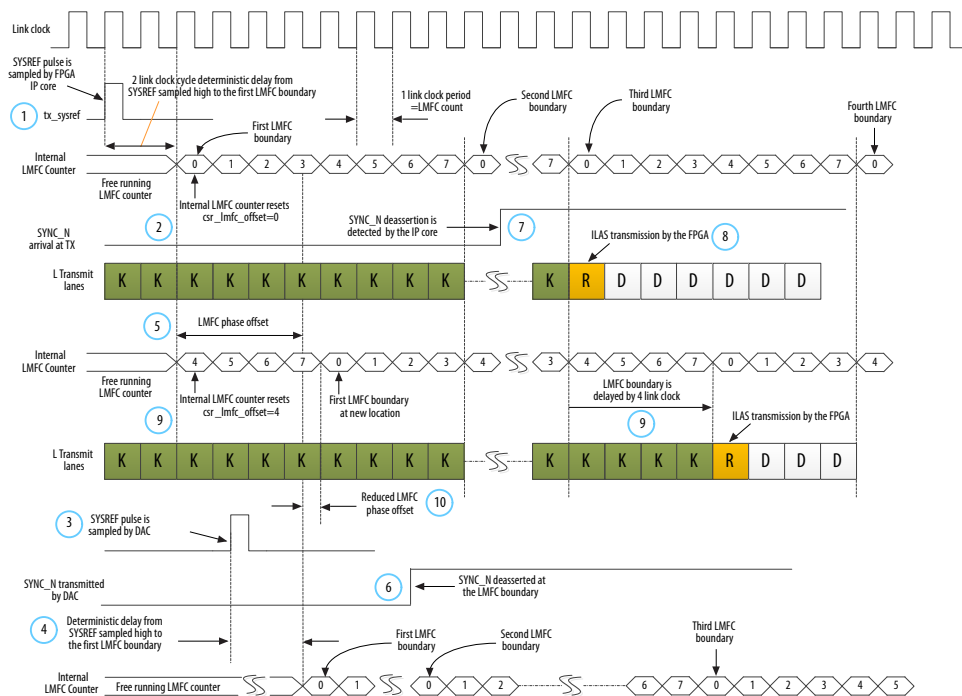 Link clock
SYSREF pulse is
sampled by FPGA
IP core
2 link clock cycle deterministic delay from
SYSREF sampled high to the first LMFC boundary
1 link clock period
=LMFC count
Second LMFC
boundary
Third LMFC
boundary
Fourth LMFC
boundary
1
tx_sysref
First LMFC
boundary
Internal
LMFC Counter
0 1 2 3 4 5 6 7 0 7 0 1 2 3 4 5 6 7 0
Free running
LMFC counter
Internal LMFC counter resets
csr_lmfc_offset=0
SYNC_N
arrival at TX
2
SYNC_N deassertion is
detected by the IP core
7
ILAS transmission by the FPGA
8
L Transmit
lanes
K K K K K K K K K K K R D D D D D D
5
LMFC phase offset
Internal
LMFC Counter
4 5 6 7 0 1 2 3 4 3 4 5 6 7 0 1 2 3 4
Free running
LMFC counter
Internal LMFC counter resets
csr_lmfc_offset=4
First LMFC boundary
at new location
LMFC boundary is
delayed by 4 link clock
9
9
ILAS transmission by the FPGA
L Transmit
lanes
K K K K K K K K K K K K K K K R D D D
Reduced LMFC
phase offset
10
3
SYSREF pulse is
sampled by DAC
SYNC_N transmitted
by DAC
6
SYNC_N deasserted at
the LMFC boundary
4
Deterministic delay from
SYSREF sampled high to
the first LMFC boundary
First LMFC
boundary
Second LMFC
boundary
Third LMFC
boundary
Internal
LMFC Counter
Free running LMFC counter
0 1 0 1 2 6 7 0 1 2 3 4 5